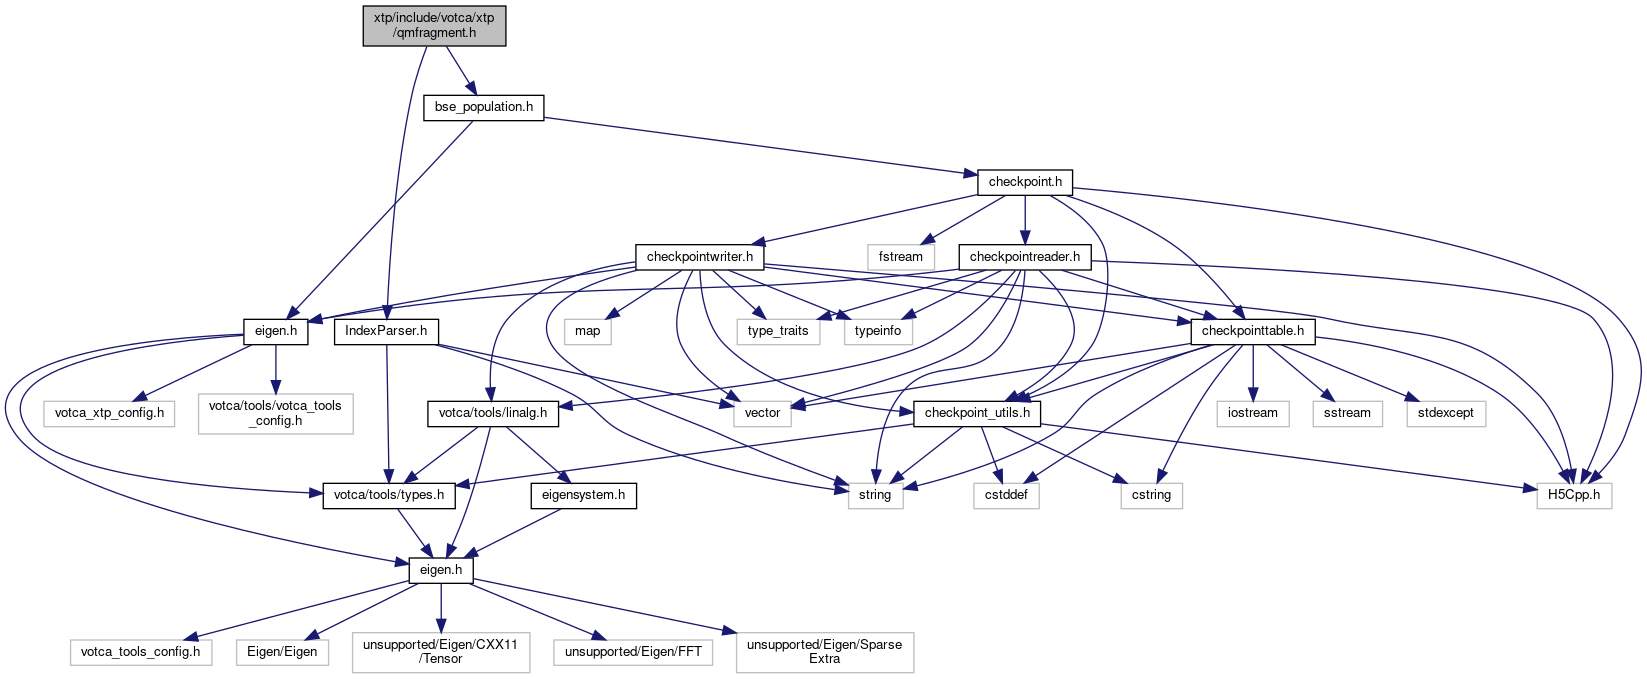 xtp/include/votca/xtp
/qmfragment.h
bse_population.h
checkpoint.h
checkpointwriter.h
fstream
checkpointreader.h
eigen.h
IndexParser.h
map
type_traits
typeinfo
checkpointtable.h
votca_xtp_config.h
votca/tools/votca_tools
_config.h
votca/tools/linalg.h
vector
checkpoint_utils.h
iostream
sstream
stdexcept
votca/tools/types.h
eigensystem.h
string
cstddef
cstring
H5Cpp.h
eigen.h
votca_tools_config.h
Eigen/Eigen
unsupported/Eigen/CXX11
/Tensor
unsupported/Eigen/FFT
unsupported/Eigen/Sparse
Extra